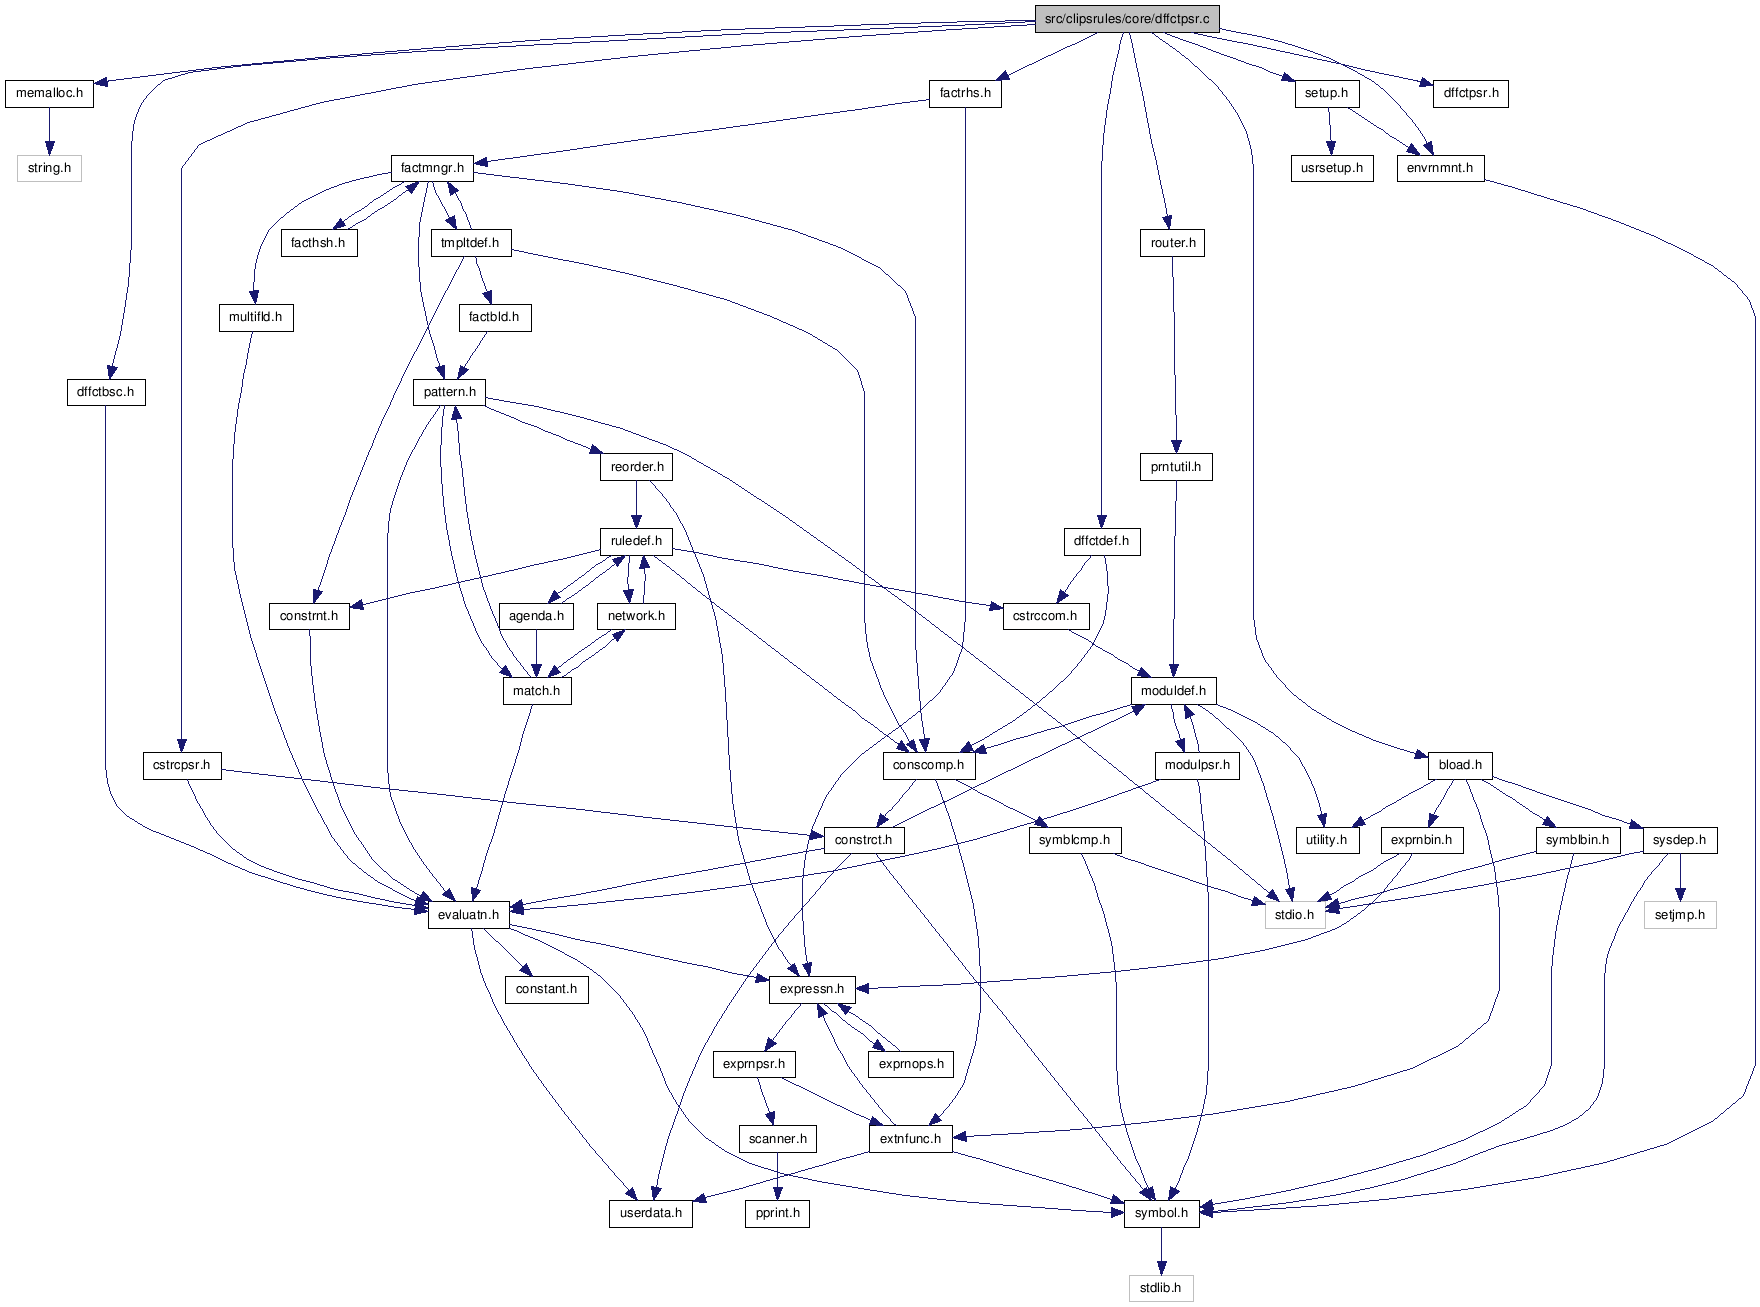 src/clipsrules/core/dffctpsr.c
memalloc.h
factrhs.h
setup.h
dffctpsr.h
string.h
factmngr.h
usrsetup.h
envrnmnt.h
facthsh.h
tmpltdef.h
router.h
multifld.h
factbld.h
dffctbsc.h
pattern.h
reorder.h
prntutil.h
ruledef.h
dffctdef.h
constrnt.h
agenda.h
network.h
cstrccom.h
match.h
moduldef.h
cstrcpsr.h
conscomp.h
modulpsr.h
bload.h
constrct.h
symblcmp.h
utility.h
exprnbin.h
symblbin.h
sysdep.h
evaluatn.h
stdio.h
setjmp.h
constant.h
expressn.h
exprnpsr.h
exprnops.h
scanner.h
extnfunc.h
userdata.h
pprint.h
symbol.h
stdlib.h